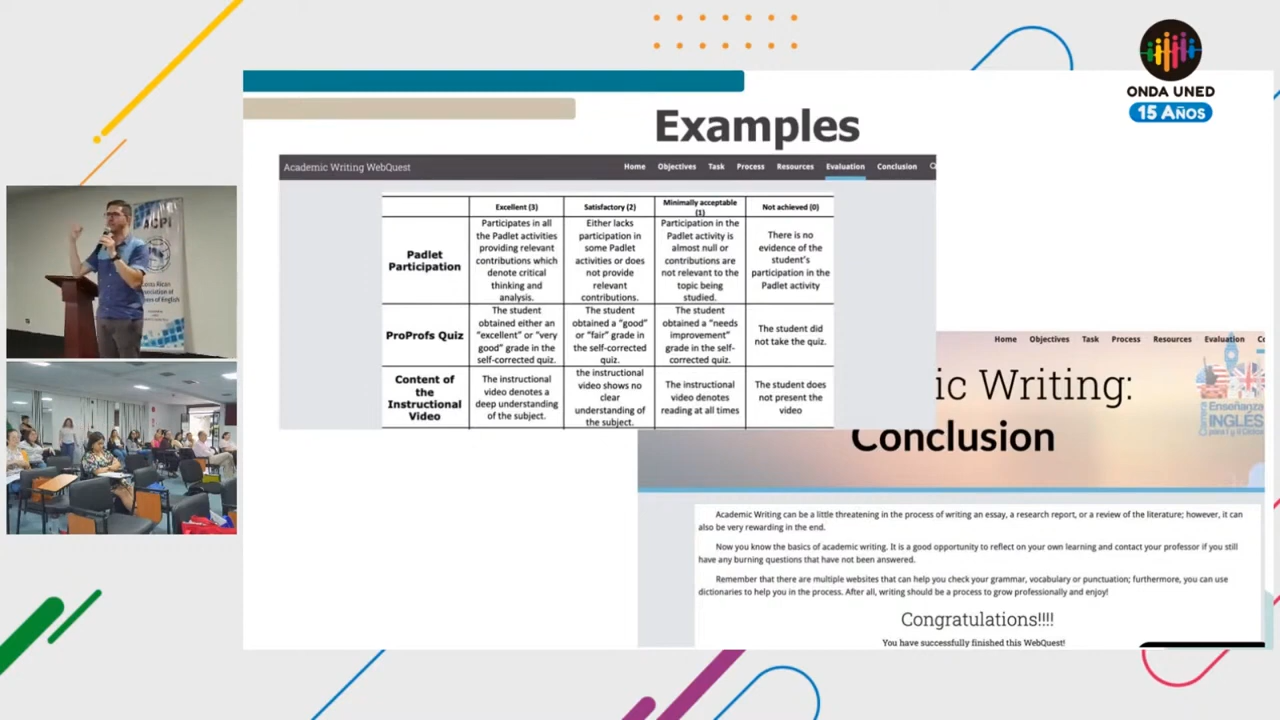 ONDA UNED
15 AÑOS
Examples
Academic Writing WebQuest
Home Objectives Task Process Resources Evaluation Conclusion
Excellent (3)
Satisfactory (2)
Minimally acceptable
(1)
Not achieved (0)
Padlet
Participation
Participates in all
the Padlet activities
providing relevant
contributions which
denote critical
thinking and
analysis.
Either lacks
participation in
some Padlet
activities or does
not provide
relevant
contributions.
Participation in the
Padlet activity is
almost null or
contributions are
not relevant to the
topic being
studied.
There is no
evidence of the
student's
participation in the
Padlet activity
ProProfs Quiz
The student
obtained either an
"excellent" or "very
good" grade in the
self-corrected quiz.
The student
obtained a "good"
or "fair" grade in
the self-corrected
quiz.
The student
obtained a "needs
improvement"
grade in the self-
corrected quiz.
The student did
not take the quiz.
Content of
the
Instructional
Video
The instructional
video denotes a
deep understanding
of the subject.
the instructional
video shows no
clear
understanding of
the subject.
The instructional
video denotes
reading at all times
The student does
not present the
video
Home Objectives Task Process Resources Evaluation Cc
ic Writing:
Conclusion
Enseñanza
INGLÉS
para I y II Ciclos
Academic Writing can be a little threatening in the process of writing an essay, a research report, or a review of the literature; however, it can
also be very rewarding in the end.
Now you know the basics of academic writing. It is a good opportunity to reflect on your own learning and contact your professor if you still
have any burning questions that have not been answered.
Remember that there are multiple websites that can help you check your grammar, vocabulary or punctuation; furthermore, you can use
dictionaries to help you in the process. After all, writing should be a process to grow professionally and enjoy!
Congratulations!!!!
You have successfully finished this WebQuest!
ACPI
Costa Rican